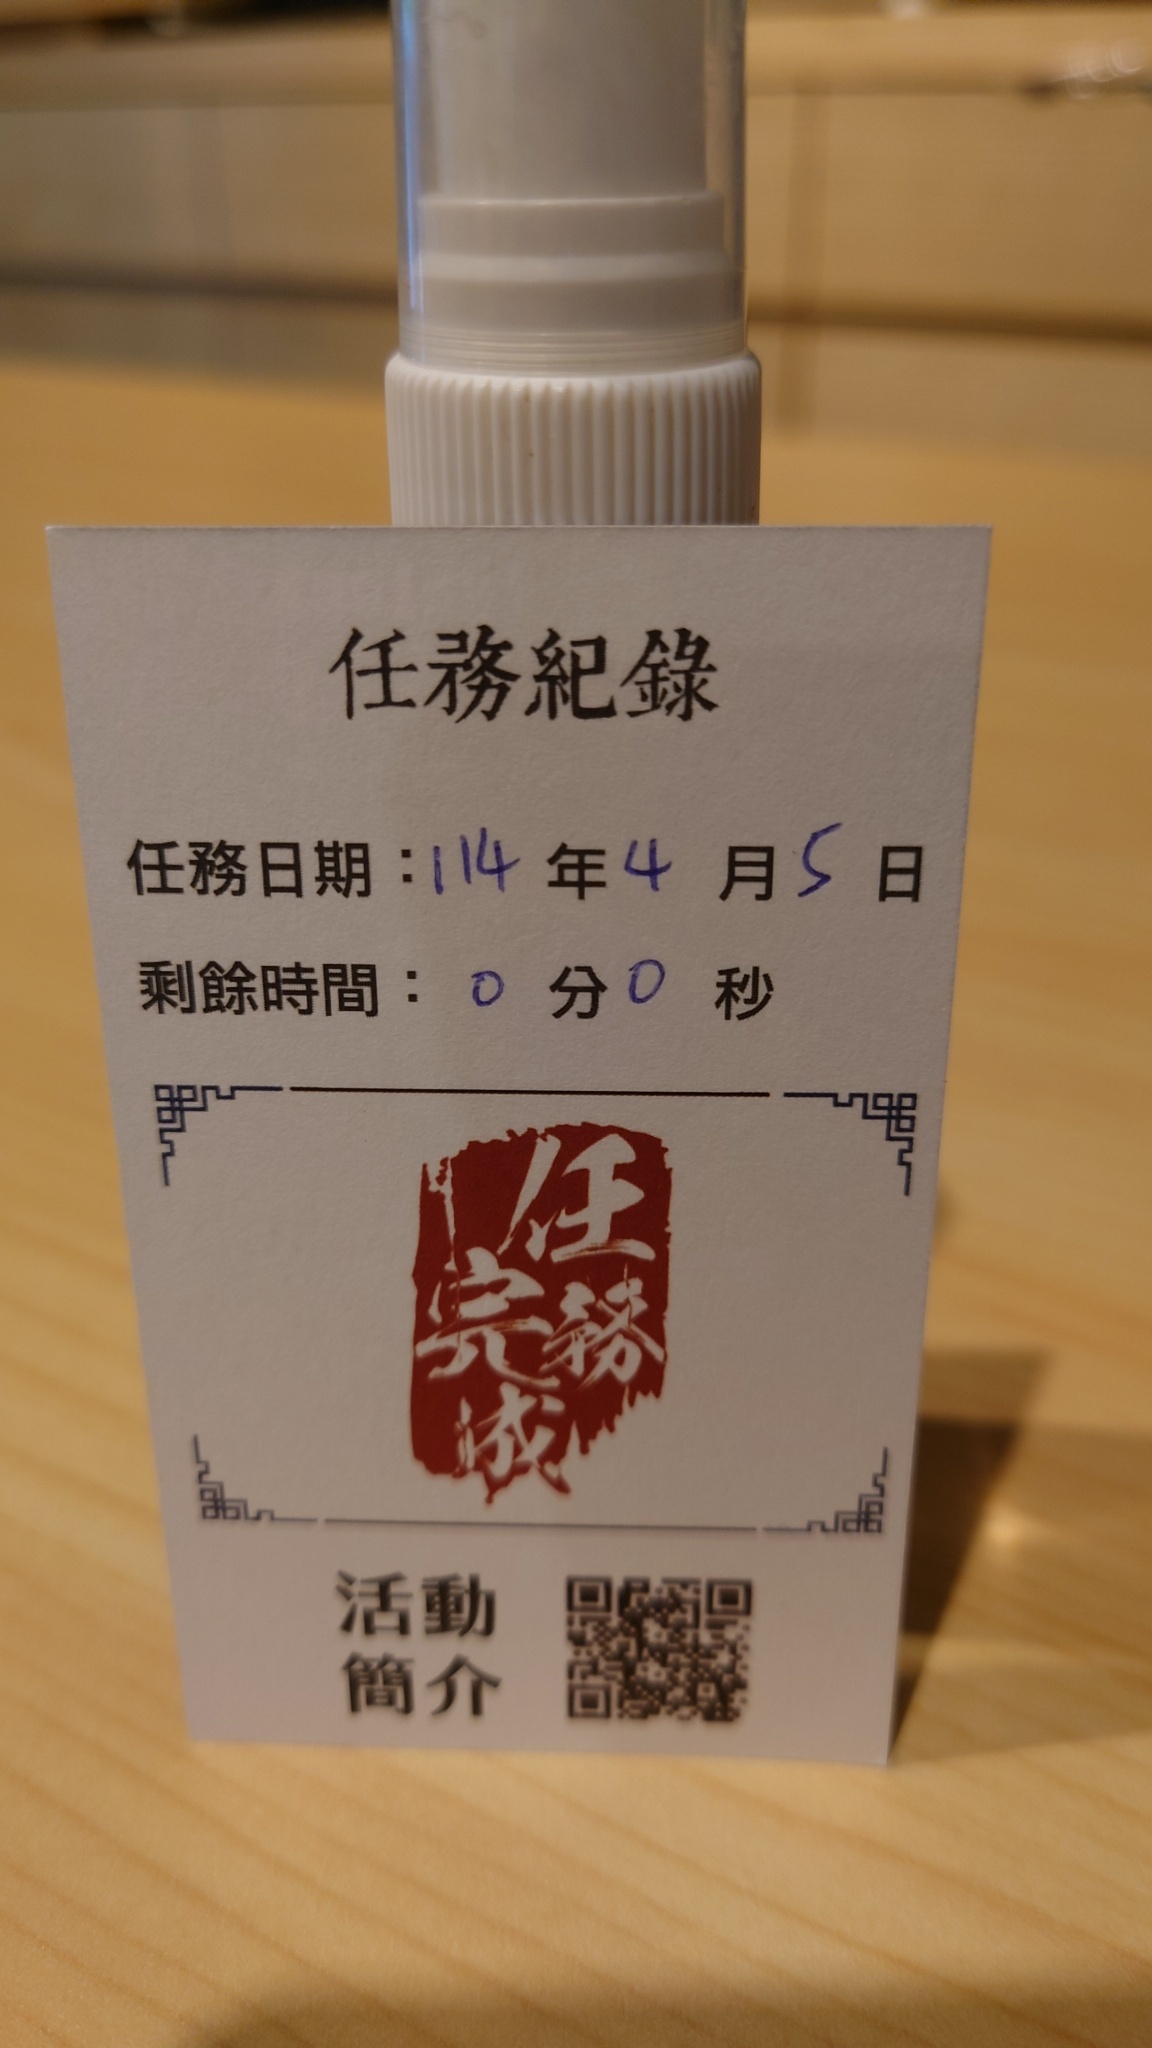 任務紀錄
任務日期：114年4月5日
剩餘時間：0分0秒
任務
完成
活動
簡介